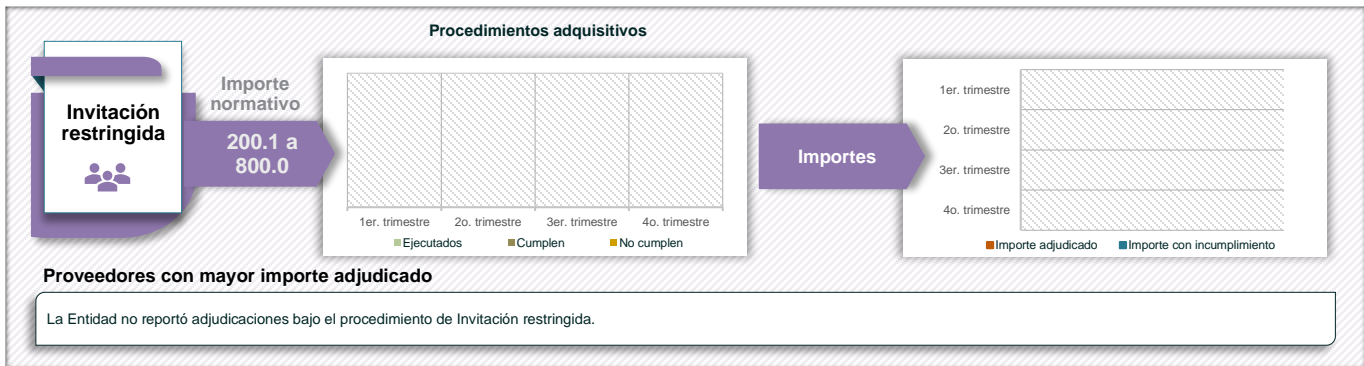 Procedimientos adquisitivos
Invitación
restringida
Importe
normativo
200.1 a
800.0
1er. trimestre
2o. trimestre
3er. trimestre
4o. trimestre
Ejecutados
Cumplen
No cumplen
Importes
1er. trimestre
2o. trimestre
3er. trimestre
4o. trimestre
Importe adjudicado
Importe con incumplimiento
Proveedores con mayor importe adjudicado
La Entidad no reportó adjudicaciones bajo el procedimiento de Invitación restringida.